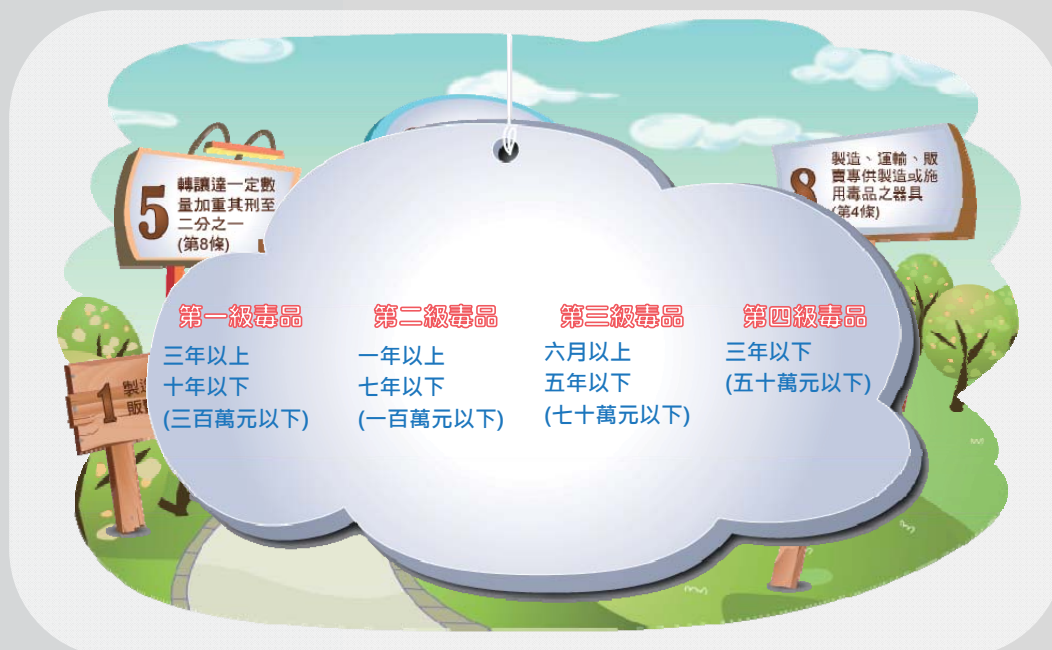 5
轉讓達一定數
量加重其刑至
二分之一
(第8條)
8
製造、運輸、販
賣專供製造或施
用毒品之器具
(第4條)
1
製造
販
第一級毒品
三年以上
十年以下
(三百萬元以下)
第二級毒品
一年以上
七年以下
(一百萬元以下)
第三級毒品
六月以上
五年以下
(七十萬元以下)
第四級毒品
三年以下
(五十萬元以下)